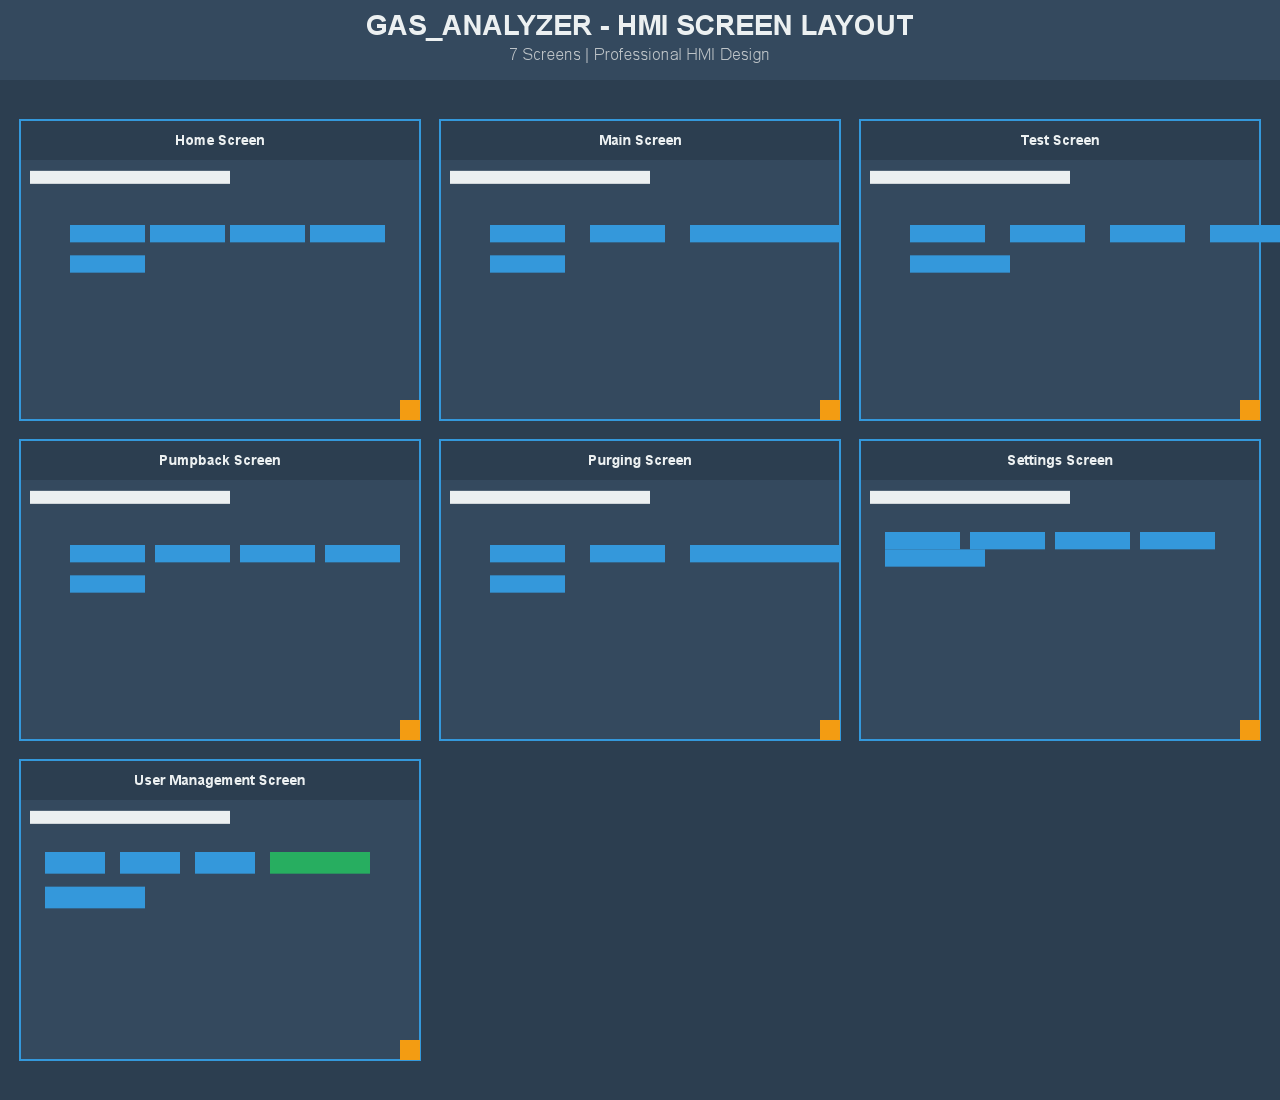 GAS_ANALYZER - HMI SCREEN LAYOUT
7 Screens | Professional HMI Design
Home Screen
Main Screen
Test Screen
Pumpback Screen
Purging Screen
Settings Screen
User Management Screen